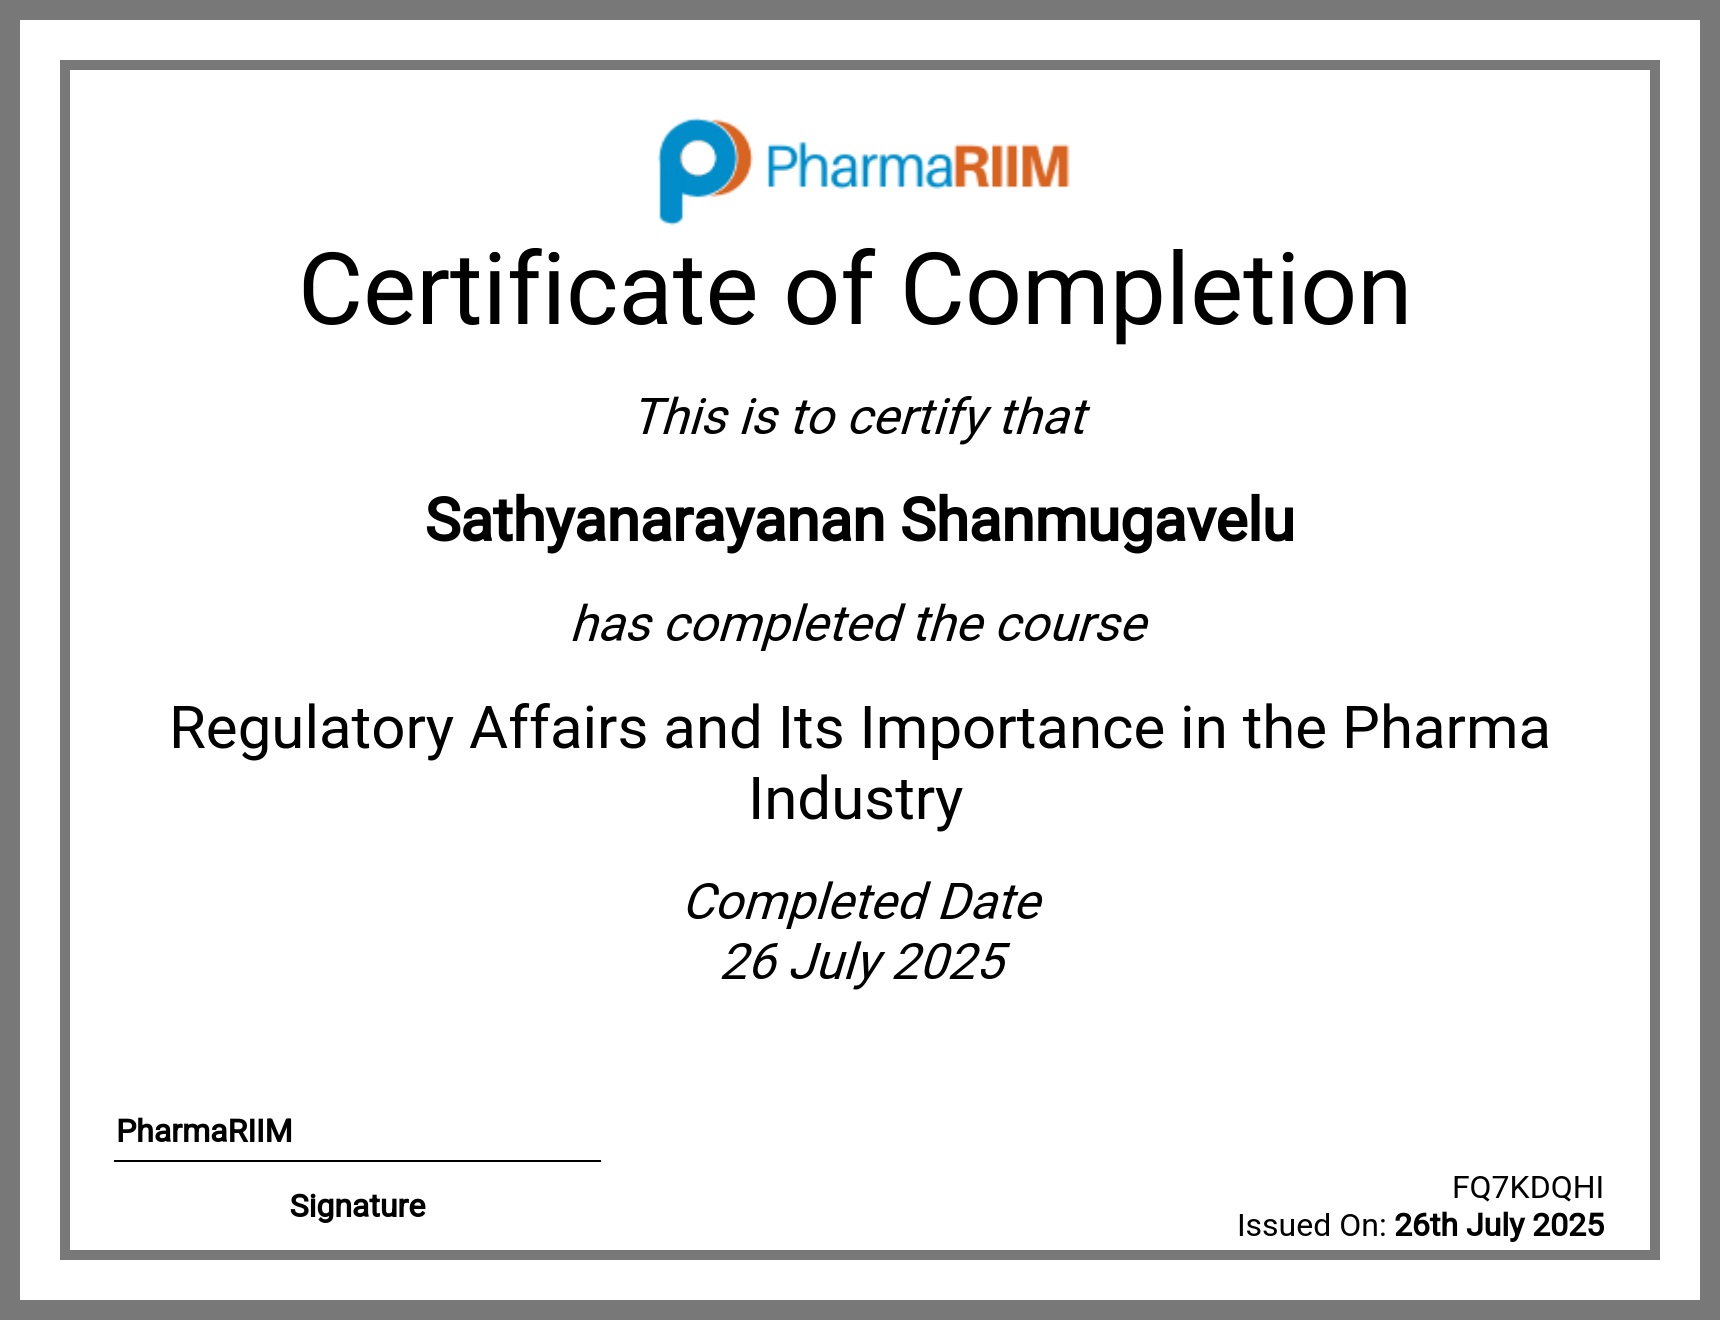 PharmaRIIM
Certificate of Completion
This is to certify that
Sathyanarayanan Shanmugavelu
has completed the course
Regulatory Affairs and Its Importance in the Pharma
Industry
Completed Date
26 July 2025
PharmaRIIM
Signature
FQ7KDQHI
Issued On: 26th July 2025